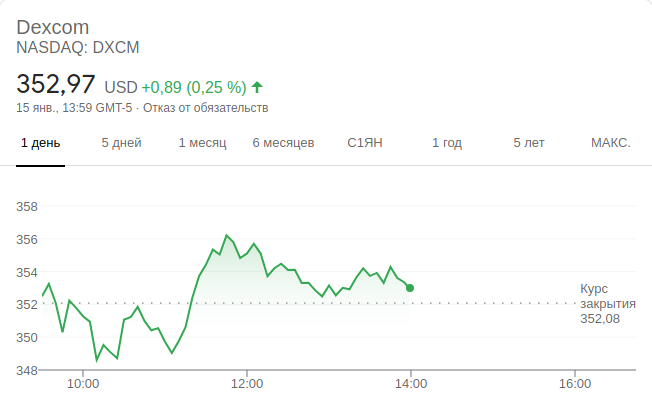 Dexcom
NASDAQ: DXCM
352,97 USD +0,89 (0,25 %)
15 янв., 13:59 GMT-5 · Отказ от обязательств
1 день 5 дней 1 месяц 6 месяцев С1ЯН 1 год 5 лет МАКС.
358
356
354
352
350
348
Курс
закрытия
352,08
10:00 12:00 14:00 16:00